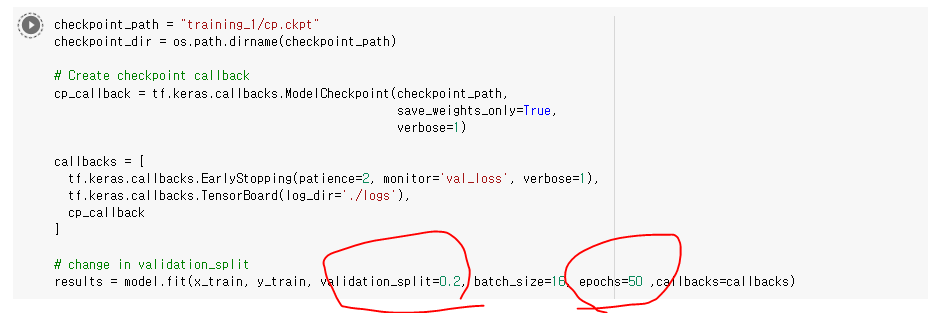 checkpoint_path = "training_1/cp.ckpt"
checkpoint_dir = os.path.dirname(checkpoint_path)
# Create checkpoint callback
cp_callback = tf.keras.callbacks.ModelCheckpoint(checkpoint_path,
save_weights_only=True,
verbose=1)
callbacks = [
tf.keras.callbacks.EarlyStopping(patience=2, monitor='val_loss', verbose=1),
tf.keras.callbacks.TensorBoard(log_dir='./logs'),
cp_callback
]
# change in validation_split
results = model.fit(x_train, y_train, validation_split=0.2, batch_size=16, epochs=50 ,callbacks=callbacks)